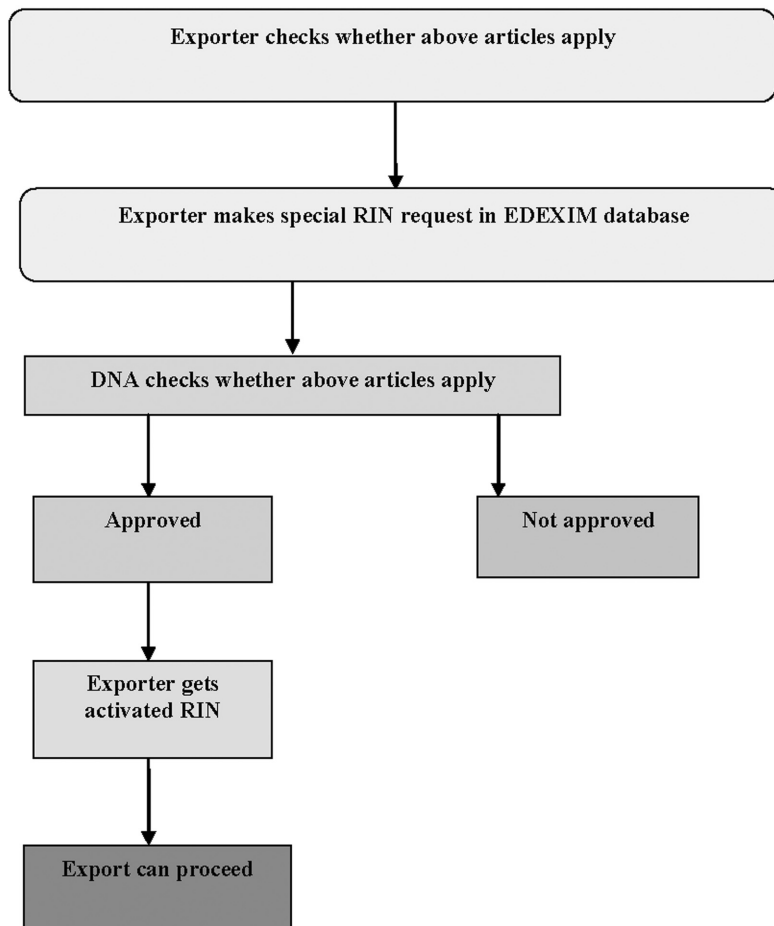 Exporter checks whether above articles apply
Exporter makes special RIN request in EDEXIM database
DNA checks whether above articles apply
Approved
Not approved
Exporter gets
activated RIN
Export can proceed